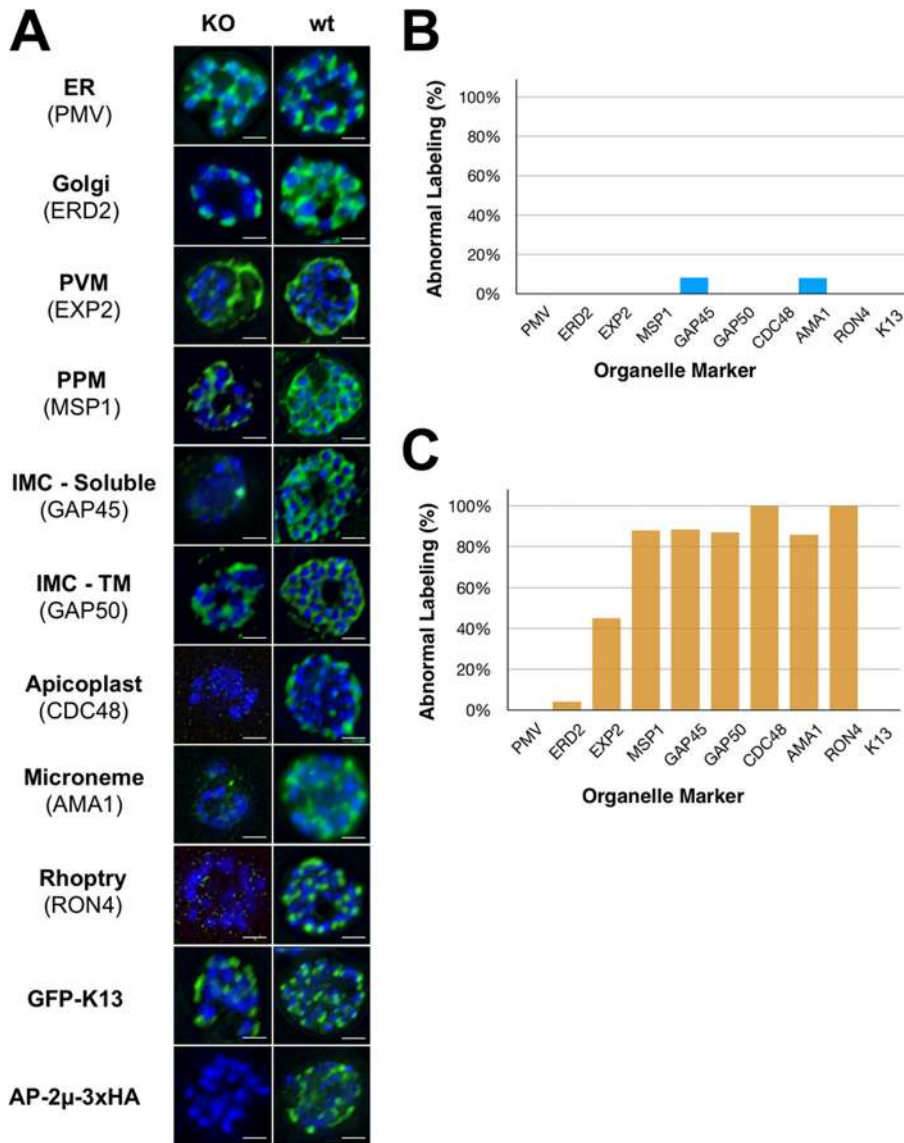 A
KO wt
ER
(PMV)
Golgi
(ERD2)
PVM
(EXP2)
PPM
(MSP1)
IMC - Soluble
(GAP45)
IMC - TM
(GAP50)
Apicoplast
(CDC48)
Microneme
(AMA1)
Rhoptry
(RON4)
GFP-K13
AP-2μ-3xHA
B
Abnormal Labeling (%)
100%
80%
60%
40%
20%
0%
PMV ERD2 EXP2 MSP1 GAP45 GAP50 CDC48 AMA1 RON4 K13
Organelle Marker
C
Abnormal Labeling (%)
100%
80%
60%
40%
20%
0%
PMV ERD2 EXP2 MSP1 GAP45 GAP50 CDC48 AMA1 RON4 K13
Organelle Marker